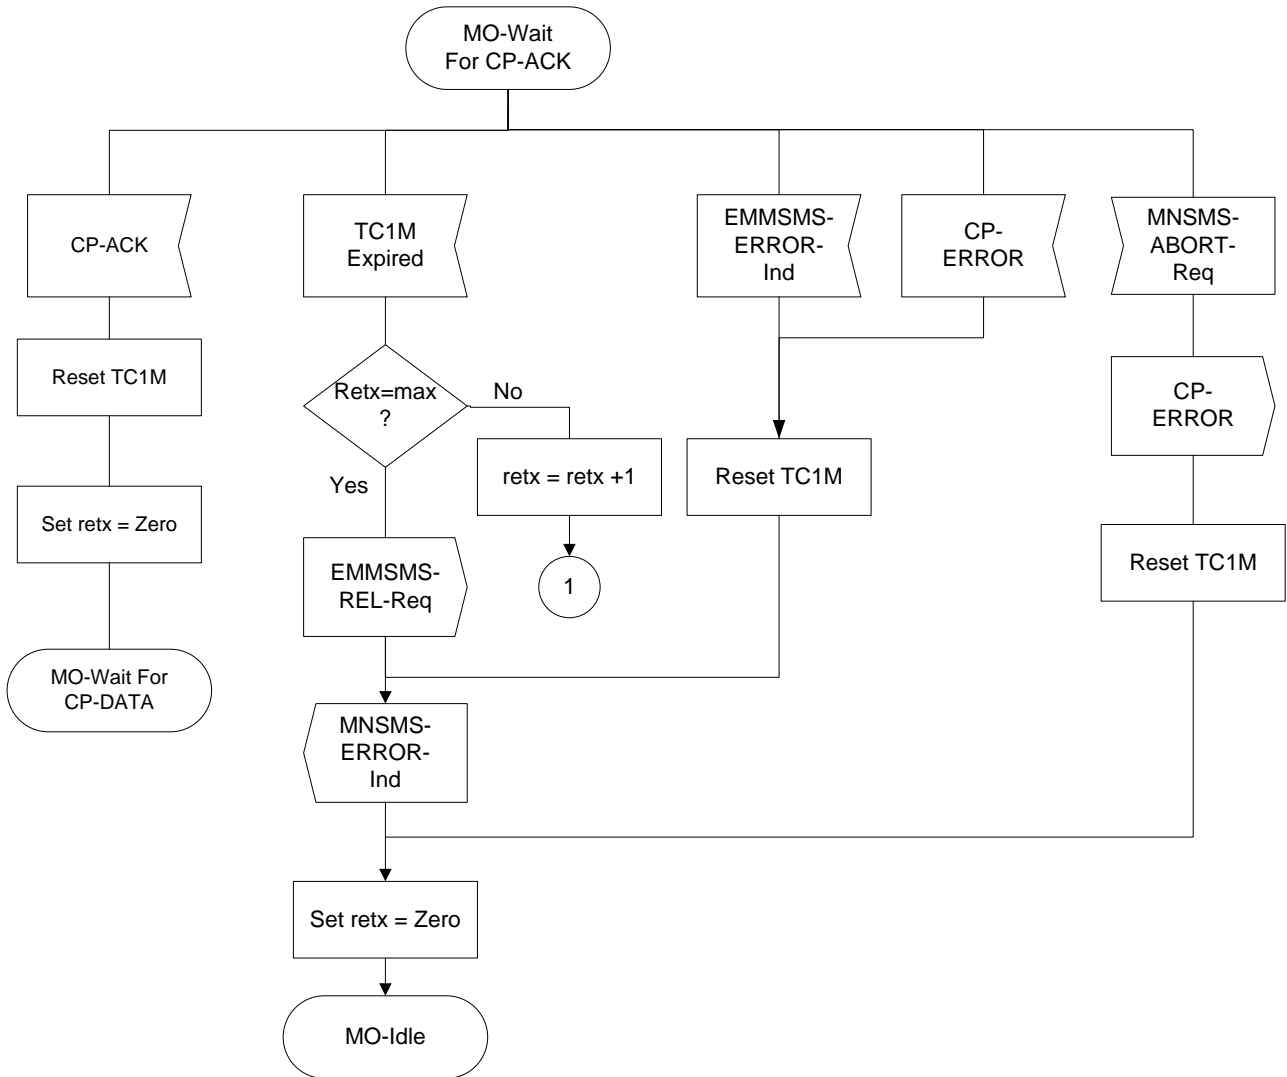 MO-Wait
For CP-ACK
CP-ACK
TC1M
Expired
EMMSMS-
ERROR-
Ind
CP-
ERROR
MNSMS-
ABORT-
Req
Reset TC1M
Retx=max
?
No
Yes
CP-
ERROR
retx = retx +1
Reset TC1M
Set retx = Zero
EMMSMS-
REL-Req
1
Reset TC1M
MO-Wait For
CP-DATA
MNSMS-
ERROR-
Ind
Set retx = Zero
MO-Idle